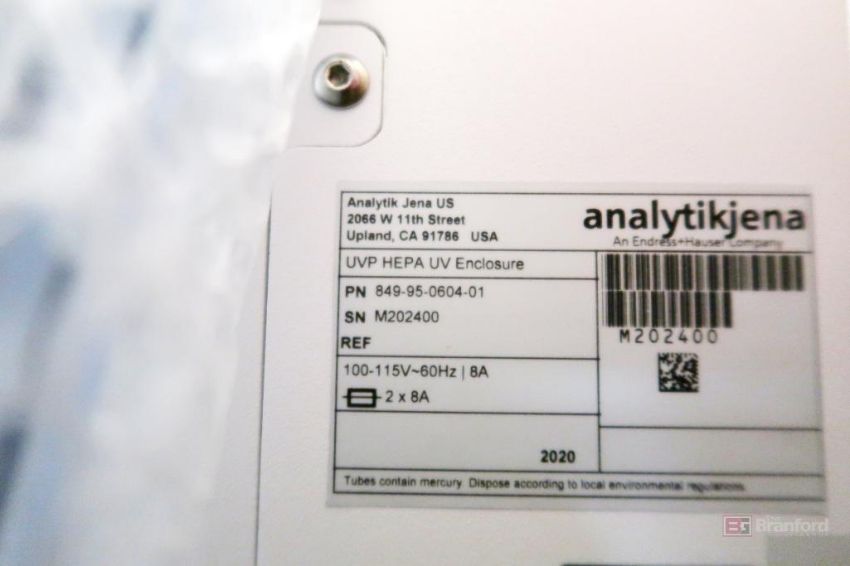 Analytik Jena US
2066 W 11th Street
Upland, CA 91786 USA
analytikjena
An Endress+Hauser Company
UVP HEPA UV Enclosure
PN 849-95-0604-01
SN M202400
REF
M202400
100-115V~60Hz | 8A
2 x 8A
2020
Tubes contain mercury. Dispose according to local environmental regulations.
Branford